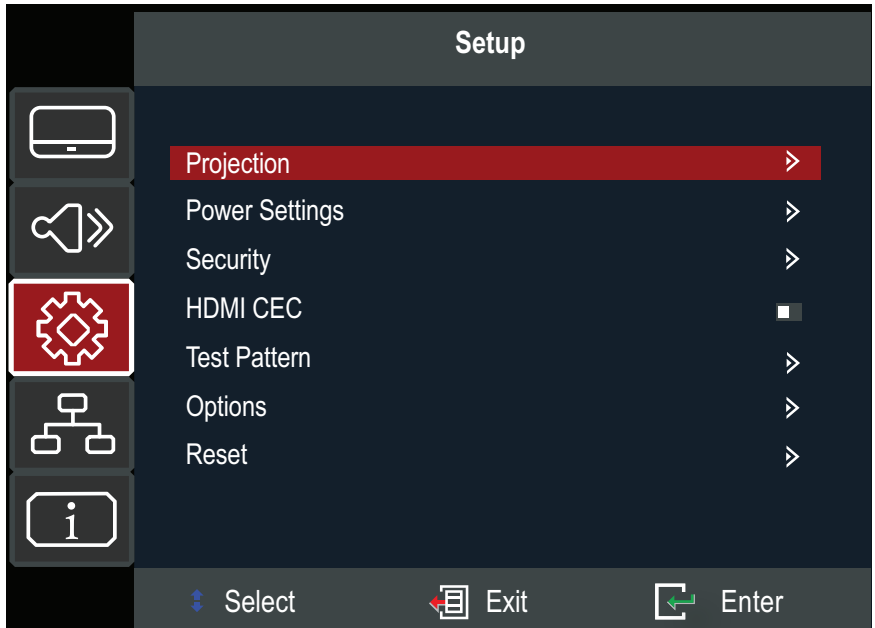 Setup
Projection
Power Settings
Security
HDMI CEC
Test Pattern
Options
Reset
i
Select Exit Enter